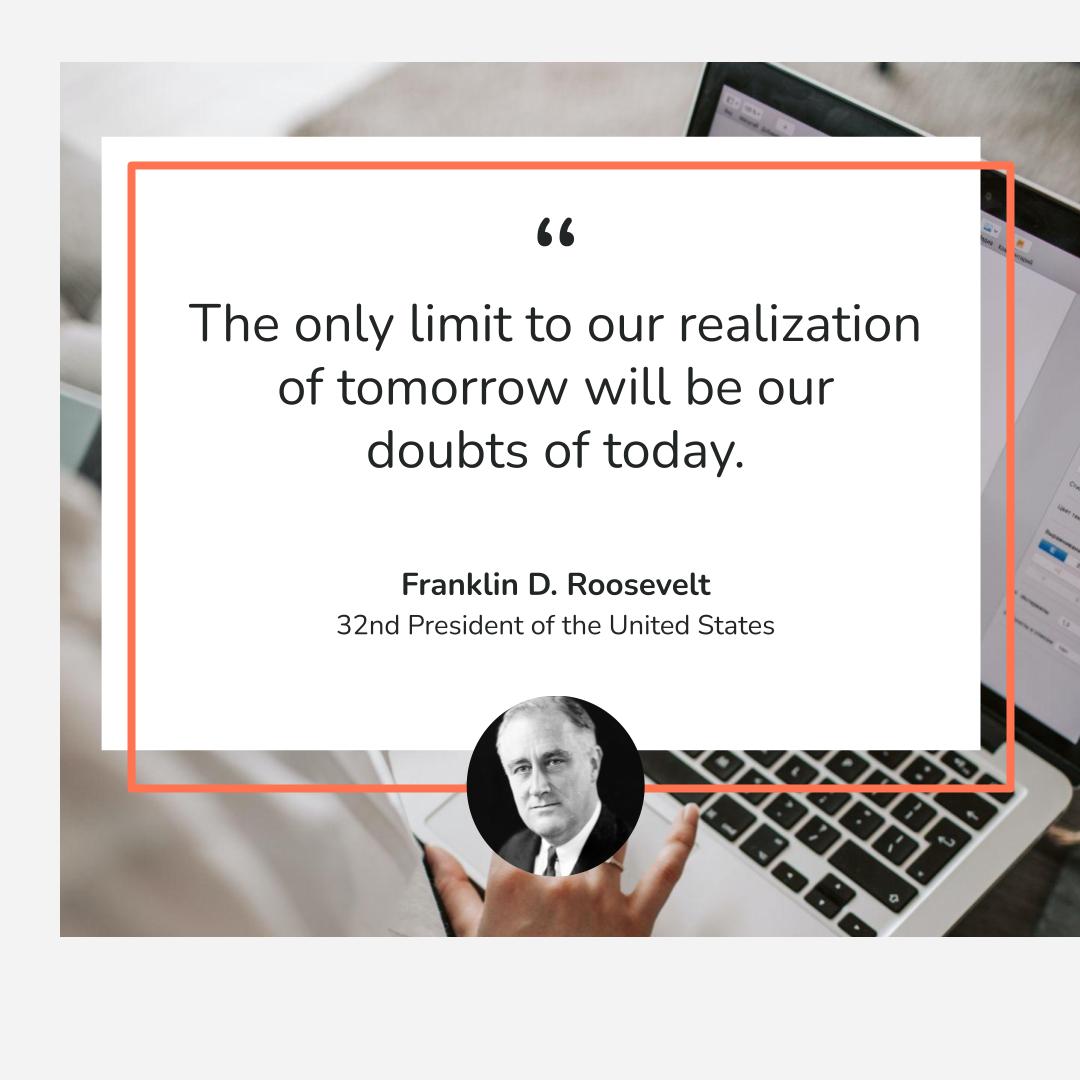 “
The only limit to our realization
of tomorrow will be our
doubts of today.
Franklin D. Roosevelt
32nd President of the United States